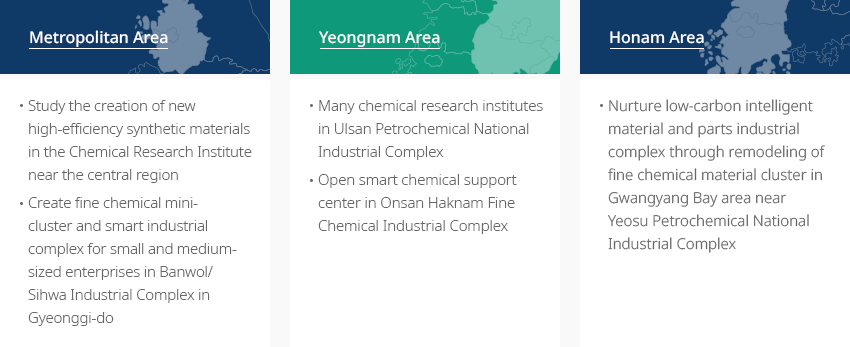 Metropolitan Area
• Study the creation of new
high-efficiency synthetic materials
in the Chemical Research Institute
near the central region
• Create fine chemical mini-
cluster and smart industrial
complex for small and medium-
sized enterprises in Banwol/
Sihwa Industrial Complex in
Gyeonggi-do
Yeongnam Area
• Many chemical research institutes
in Ulsan Petrochemical National
Industrial Complex
• Open smart chemical support
center in Onsan Haknam Fine
Chemical Industrial Complex
Honam Area
• Nurture low-carbon intelligent
material and parts industrial
complex through remodeling of
fine chemical material cluster in
Gwangyang Bay area near
Yeosu Petrochemical National
Industrial Complex